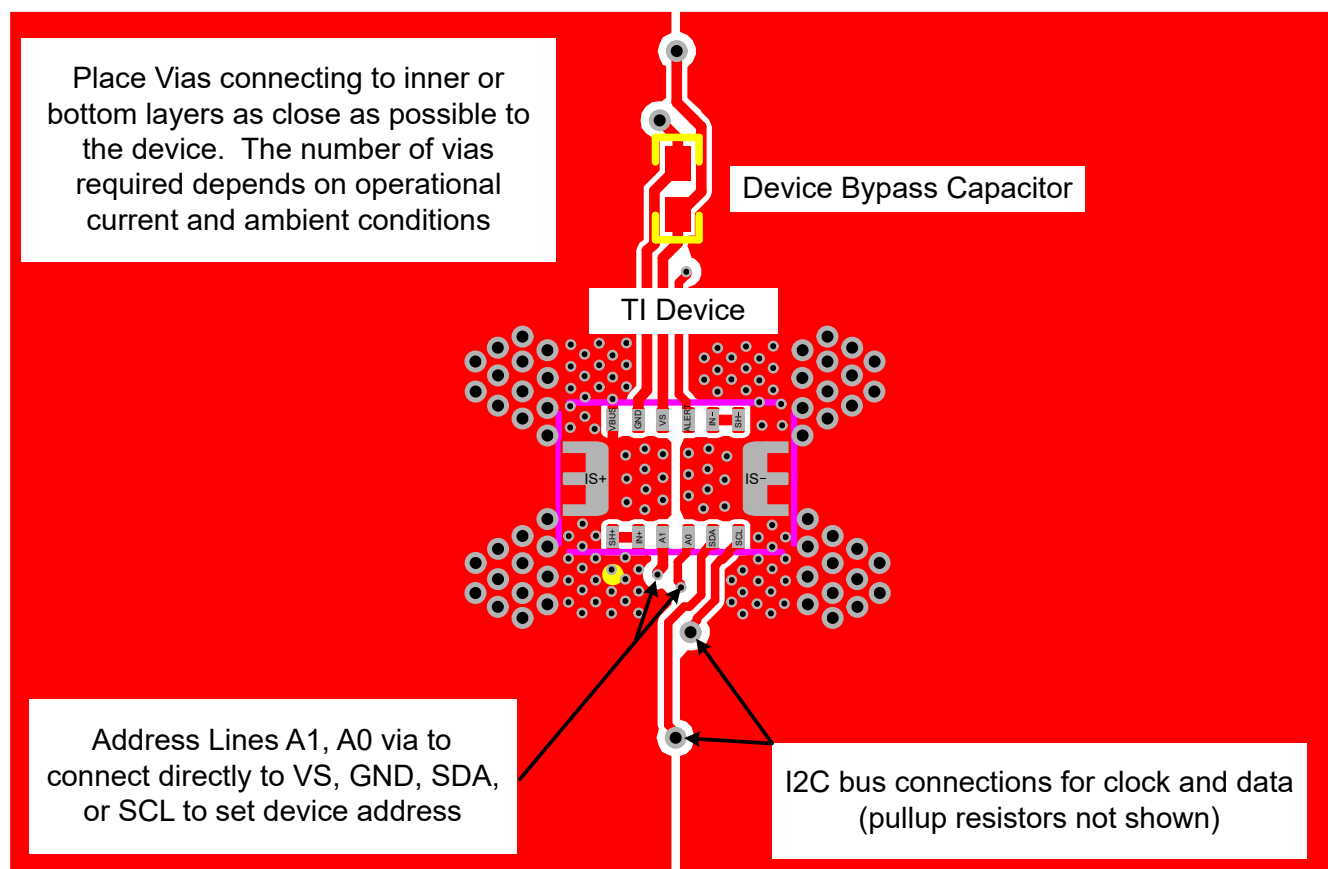 Place Vias connecting to inner or
bottom layers as close as possible to
the device. The number of vias
required depends on operational
current and ambient conditions
Device Bypass Capacitor
TI Device
VBUS
GND
VS
ALERT
IN-
SH-
IS+
IS-
SH+
IN+
A1
A0
SDA
SCL
Address Lines A1, A0 via to
connect directly to VS, GND, SDA,
or SCL to set device address
I2C bus connections for clock and data
(pullup resistors not shown)